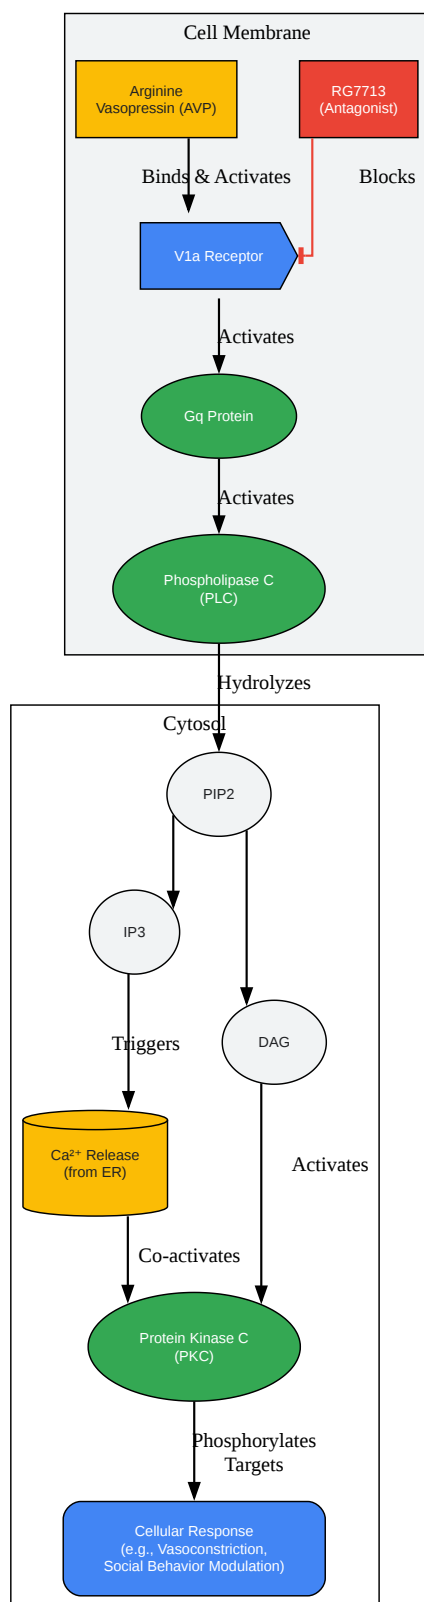 Cell Membrane
Arginine
Vasopressin (AVP)
RG7713
(Antagonist)
Binds & Activates
Blocks
V1a Receptor
Activates
Gq Protein
Activates
Phospholipase C
(PLC)
Hydrolyzes
Cytosol
PIP2
IP3
DAG
Triggers
Ca²⁺ Release
(from ER)
Activates
Co-activates
Protein Kinase C
(PKC)
Phosphorylates
Targets
Cellular Response
(e.g., Vasoconstriction,
Social Behavior Modulation)